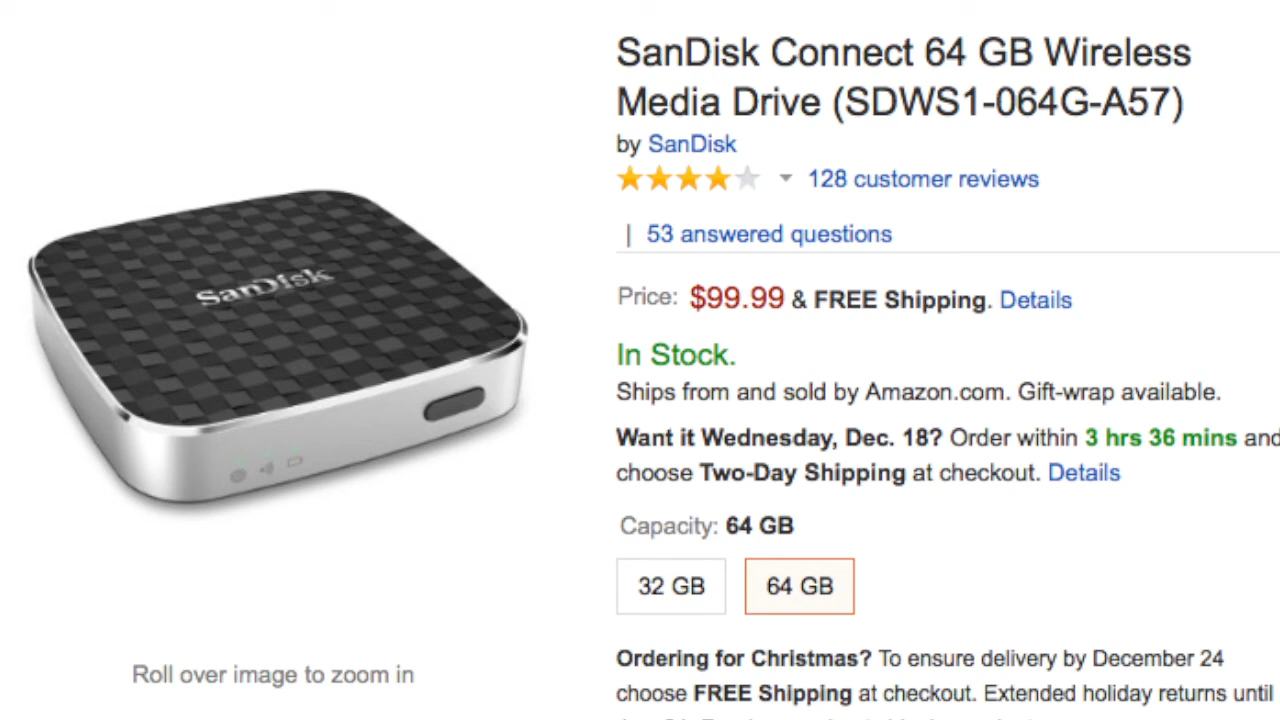 SanDisk Connect 64 GB Wireless
Media Drive (SDWS1-064G-A57)
by SanDisk
128 customer reviews
| 53 answered questions
SanDisk
Price: $99.99 & FREE Shipping. Details
In Stock.
Ships from and sold by Amazon.com. Gift-wrap available.
Want it Wednesday, Dec. 18? Order within 3 hrs 36 mins and
choose Two-Day Shipping at checkout. Details
Capacity: 64 GB
32 GB 64 GB
Ordering for Christmas? To ensure delivery by December 24
choose FREE Shipping at checkout. Extended holiday returns until
Roll over image to zoom in